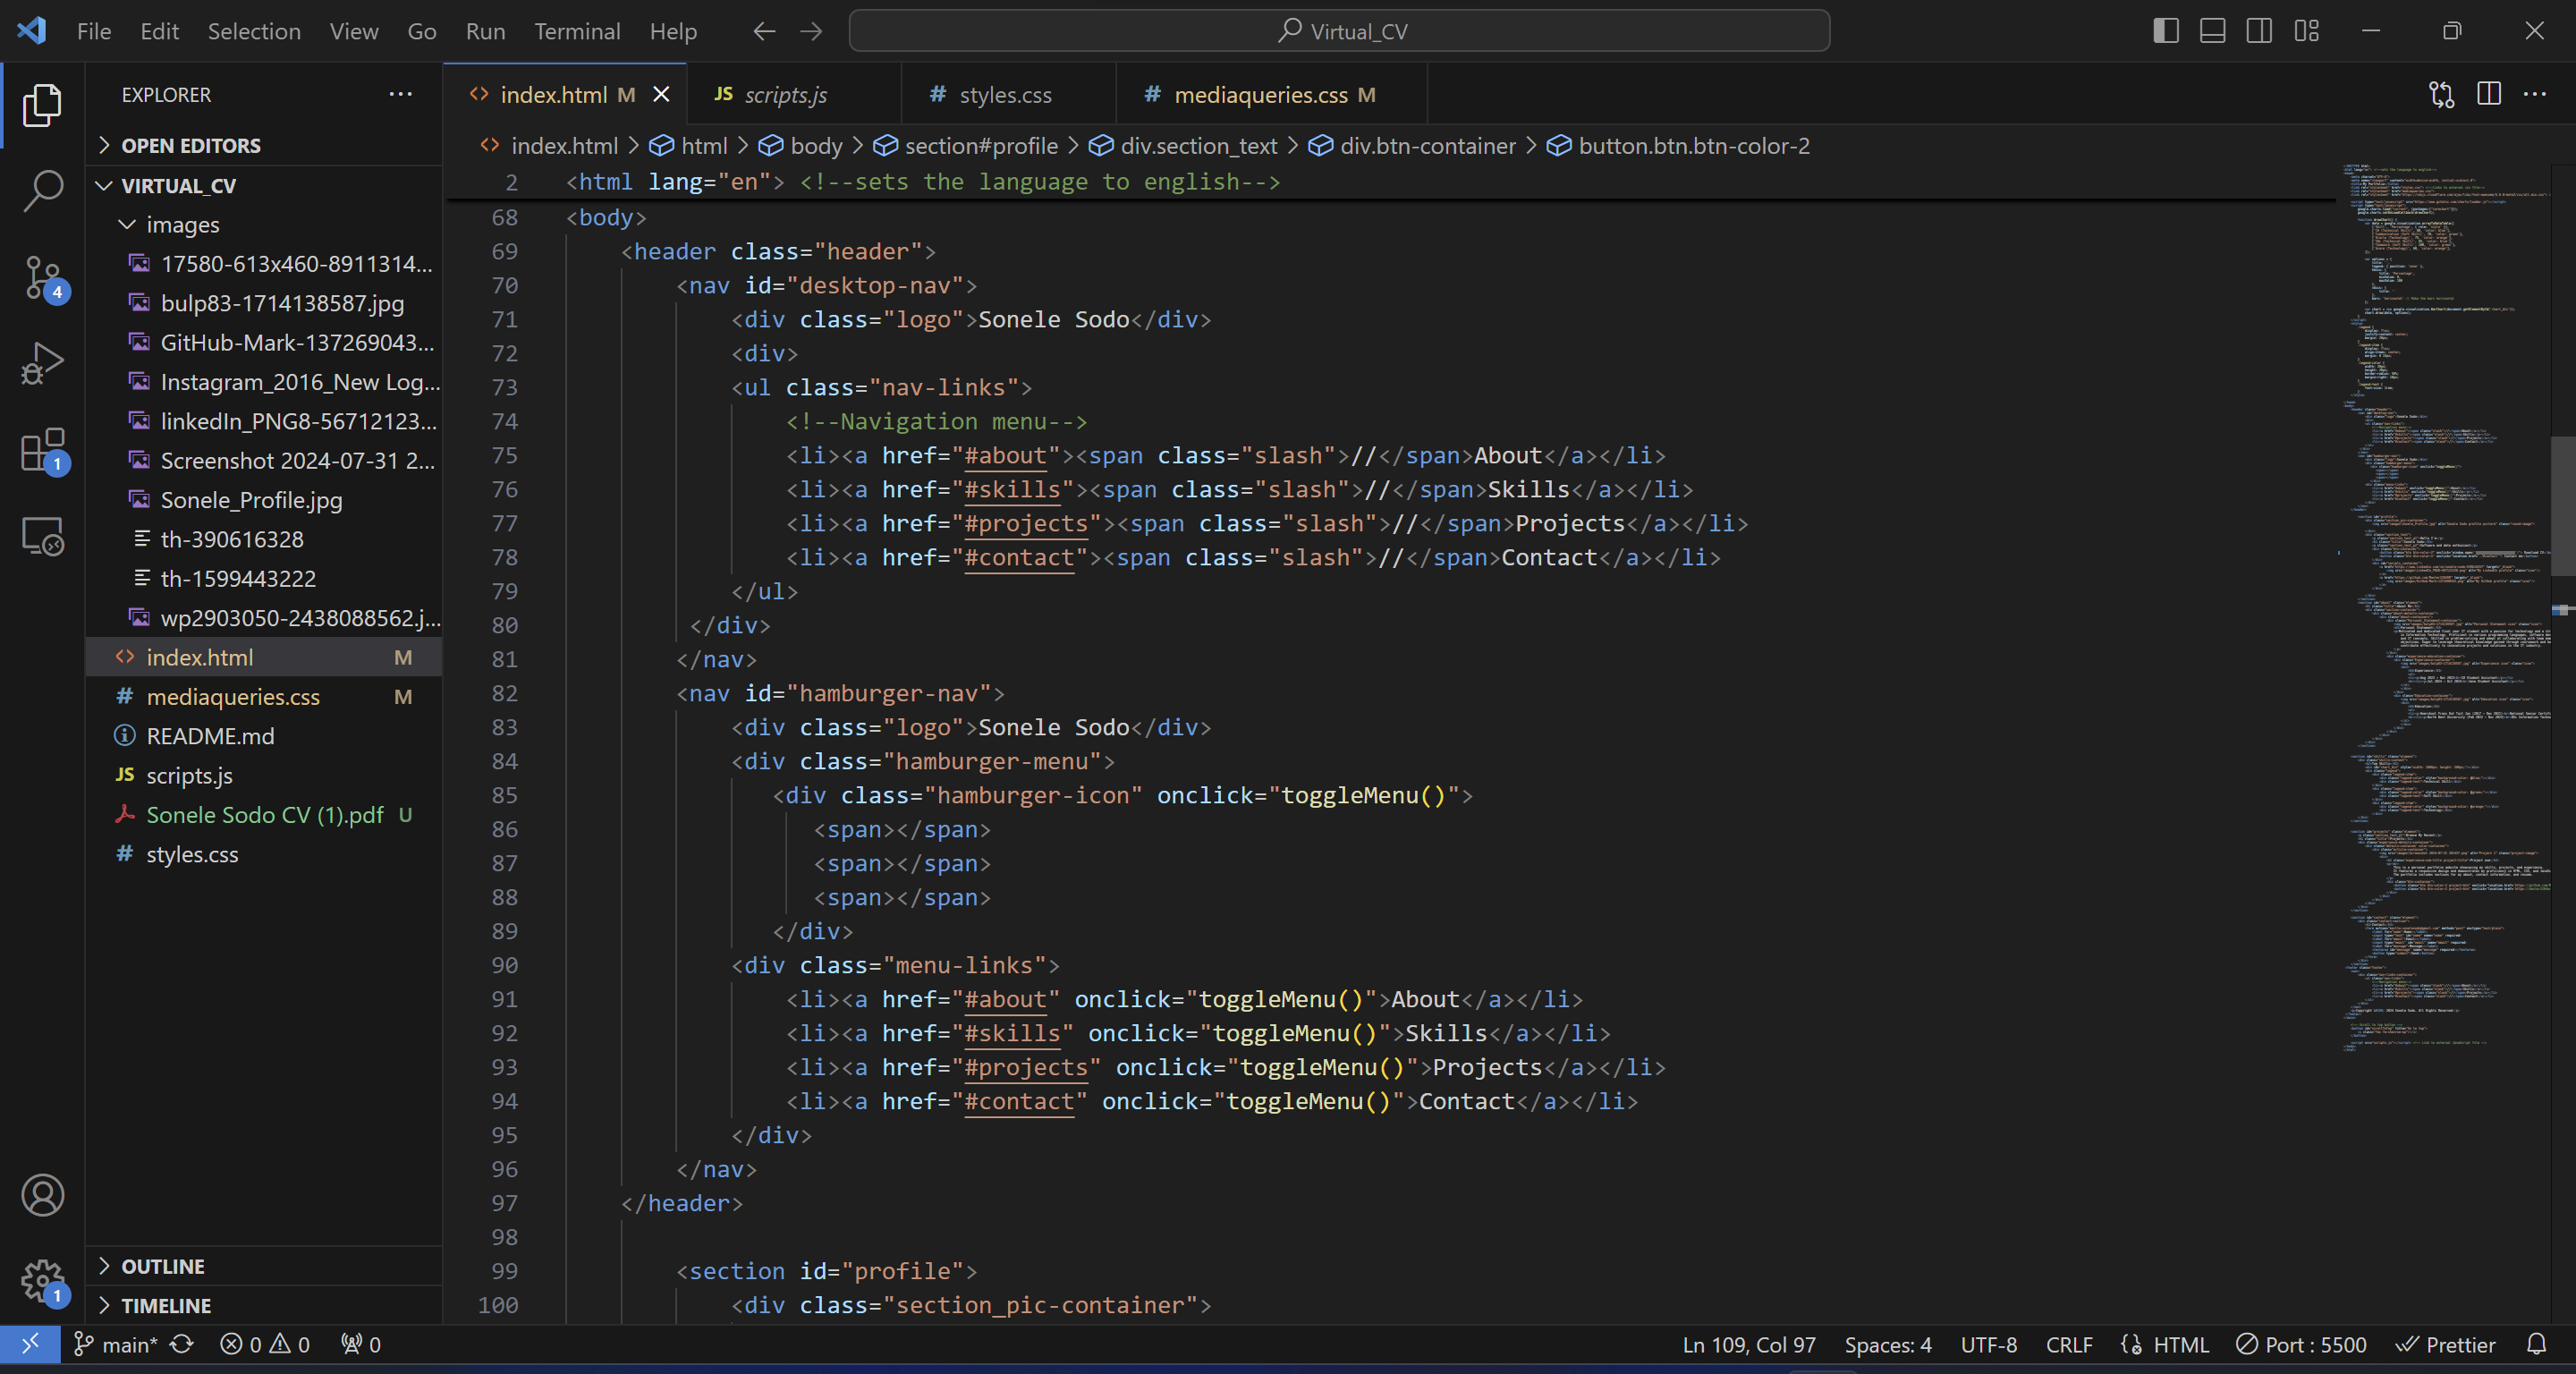 File Edit Selection View Go Run Terminal Help Virtual_CV
EXPLORER
OPEN EDITORS
VIRTUAL_CV
images
17580-613x460-8911314...
bulp83-1714138587.jpg
GitHub-Mark-137269043...
Instagram_2016_New Log...
linkedIn_PNG8-56712123...
Screenshot 2024-07-31 2...
Sonele_Profile.jpg
th-390616328
th-1599443222
wp2903050-2438088562.j...
index.html M
mediaqueries.css M
README.md
JS scripts.js
Sonele Sodo CV (1).pdf U
# styles.css
OUTLINE
TIMELINE
index.html M JS scripts.js # styles.css # mediaqueries.css M
index.html > html > body > section#profile > div.section_text > div.btn-container > button.btn.btn-color-2
2 <html lang="en"> <!--sets the language to english-->
68 <body>
69 <header class="header">
70 <nav id="desktop-nav">
71 <div class="logo">Sonele Sodo</div>
72 <div>
73 <ul class="nav-links">
74 <!--Navigation menu-->
75 <li><a href="#about"><span class="slash">//</span>About</a></li>
76 <li><a href="#skills"><span class="slash">//</span>Skills</a></li>
77 <li><a href="#projects"><span class="slash">//</span>Projects</a></li>
78 <li><a href="#contact"><span class="slash">//</span>Contact</a></li>
79 </ul>
80 </div>
81 </nav>
82 <nav id="hamburger-nav">
83 <div class="logo">Sonele Sodo</div>
84 <div class="hamburger-menu">
85 <div class="hamburger-icon" onclick="toggleMenu()">
86 <span></span>
87 <span></span>
88 <span></span>
89 </div>
90 <div class="menu-links">
91 <li><a href="#about" onclick="toggleMenu()">About</a></li>
92 <li><a href="#skills" onclick="toggleMenu()">Skills</a></li>
93 <li><a href="#projects" onclick="toggleMenu()">Projects</a></li>
94 <li><a href="#contact" onclick="toggleMenu()">Contact</a></li>
95 </div>
96 </nav>
97 </header>
98
99 <section id="profile">
100 <div class="section_pic-container">
4
1
1
main* 0 0 0 Ln 109, Col 97 Spaces: 4 UTF-8 CRLF HTML Port : 5500 Prettier